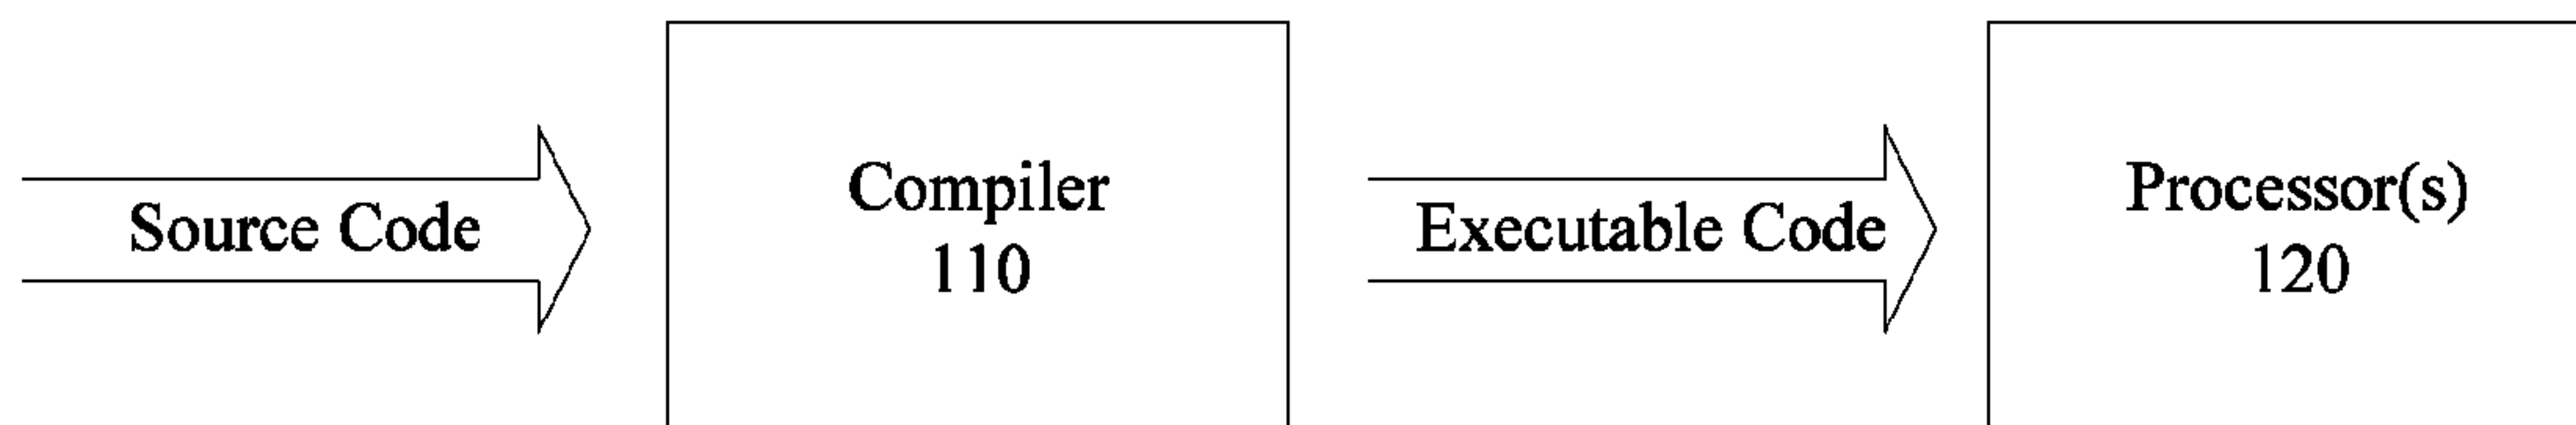 Source Code
Compiler
110
Executable Code
Processor(s)
120